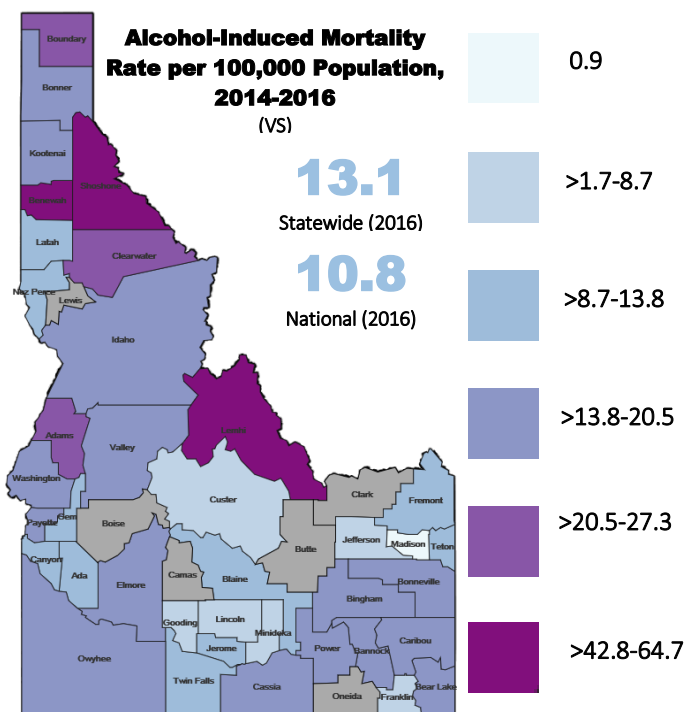 Alcohol-Induced Mortality
Rate per 100,000 Population,
2014-2016
(VS)
13.1
Statewide (2016)
10.8
National (2016)
0.9
>1.7-8.7
>8.7-13.8
>13.8-20.5
>20.5-27.3
>42.8-64.7
Boundary
Bonner
Kootenai
Shoshone
Benewah
Latah
Clearwater
Nez Perce
Lewis
Idaho
Lemhi
Adams
Valley
Washington
Custer
Clark
Fremont
Payette
Gem
Boise
Butte
Jefferson
Madison
Teton
Canyon
Ada
Elmore
Camas
Blaine
Bonneville
Bingham
Gooding
Lincoln
Minidoka
Jerome
Power
Bannock
Caribou
Owyhee
Twin Falls
Cassia
Oneida
Franklin
Bear Lake